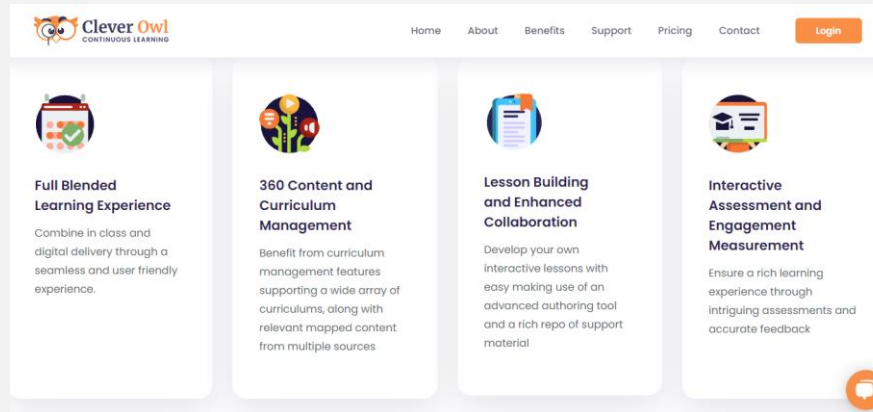 Clever Owl
CONTINUOUS LEARNING
Home
About
Benefits
Support
Pricing
Contact
Login
Full Blended
Learning Experience
Combine in class and
digital delivery through a
seamless and user friendly
experience.
360 Content and
Curriculum
Management
Benefit from curriculum
management features
supporting a wide array of
curriculums, along with
relevant mapped content
from multiple sources
Lesson Building
and Enhanced
Collaboration
Develop your own
interactive lessons with
easy making use of an
advanced authoring tool
and a rich repo of support
material
Interactive
Assessment and
Engagement
Measurement
Ensure a rich learning
experience through
intriguing assessments and
accurate feedback